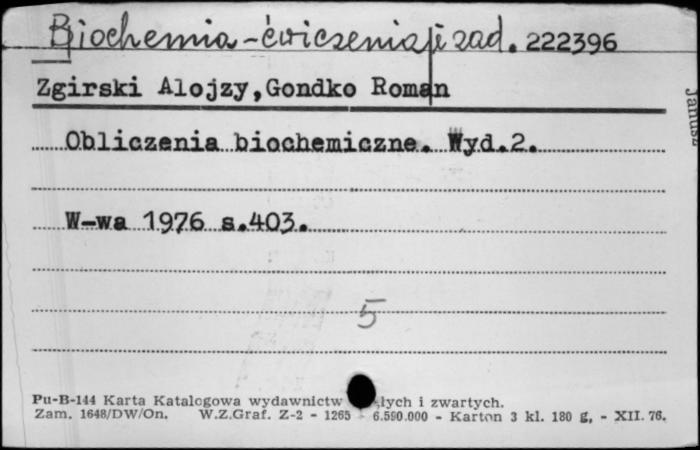 Biochemia-ćwiczenia i zad. 222396
Zgirski Alojzy,Gondko Roman
Janusz
Obliczenia biochemiczne. Wyd.2.
W-wa 1976 s.403.
5
Pu-B-144 Karta Katalogowa wydawnictw łych i zwartych.
Zam. 1648/DW/On. W.Z.Graf. Z-2 - 1265 - 6.590.000 - Karton 3 kl. 180 g, - XII. 76.